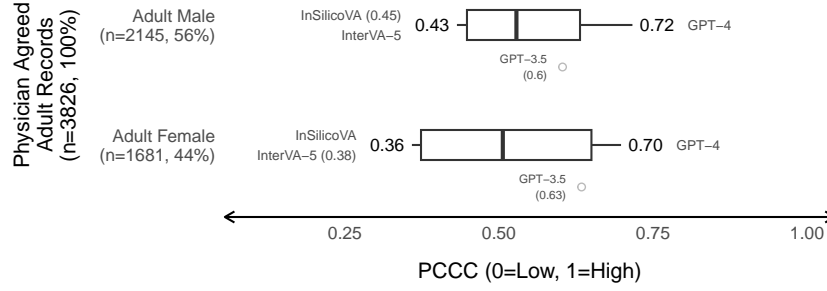 Physician Agreed
Adult Records
(n=3826, 100%)
Adult Male
(n=2145, 56%)
InSilicoVA (0.45)
InterVA−5
0.43
0.72
GPT−4
GPT−3.5
(0.6)
Adult Female
(n=1681, 44%)
InSilicoVA
InterVA−5 (0.38)
0.36
0.70
GPT−4
GPT−3.5
(0.63)
0.25
0.50
0.75
1.00
PCCC (0=Low, 1=High)